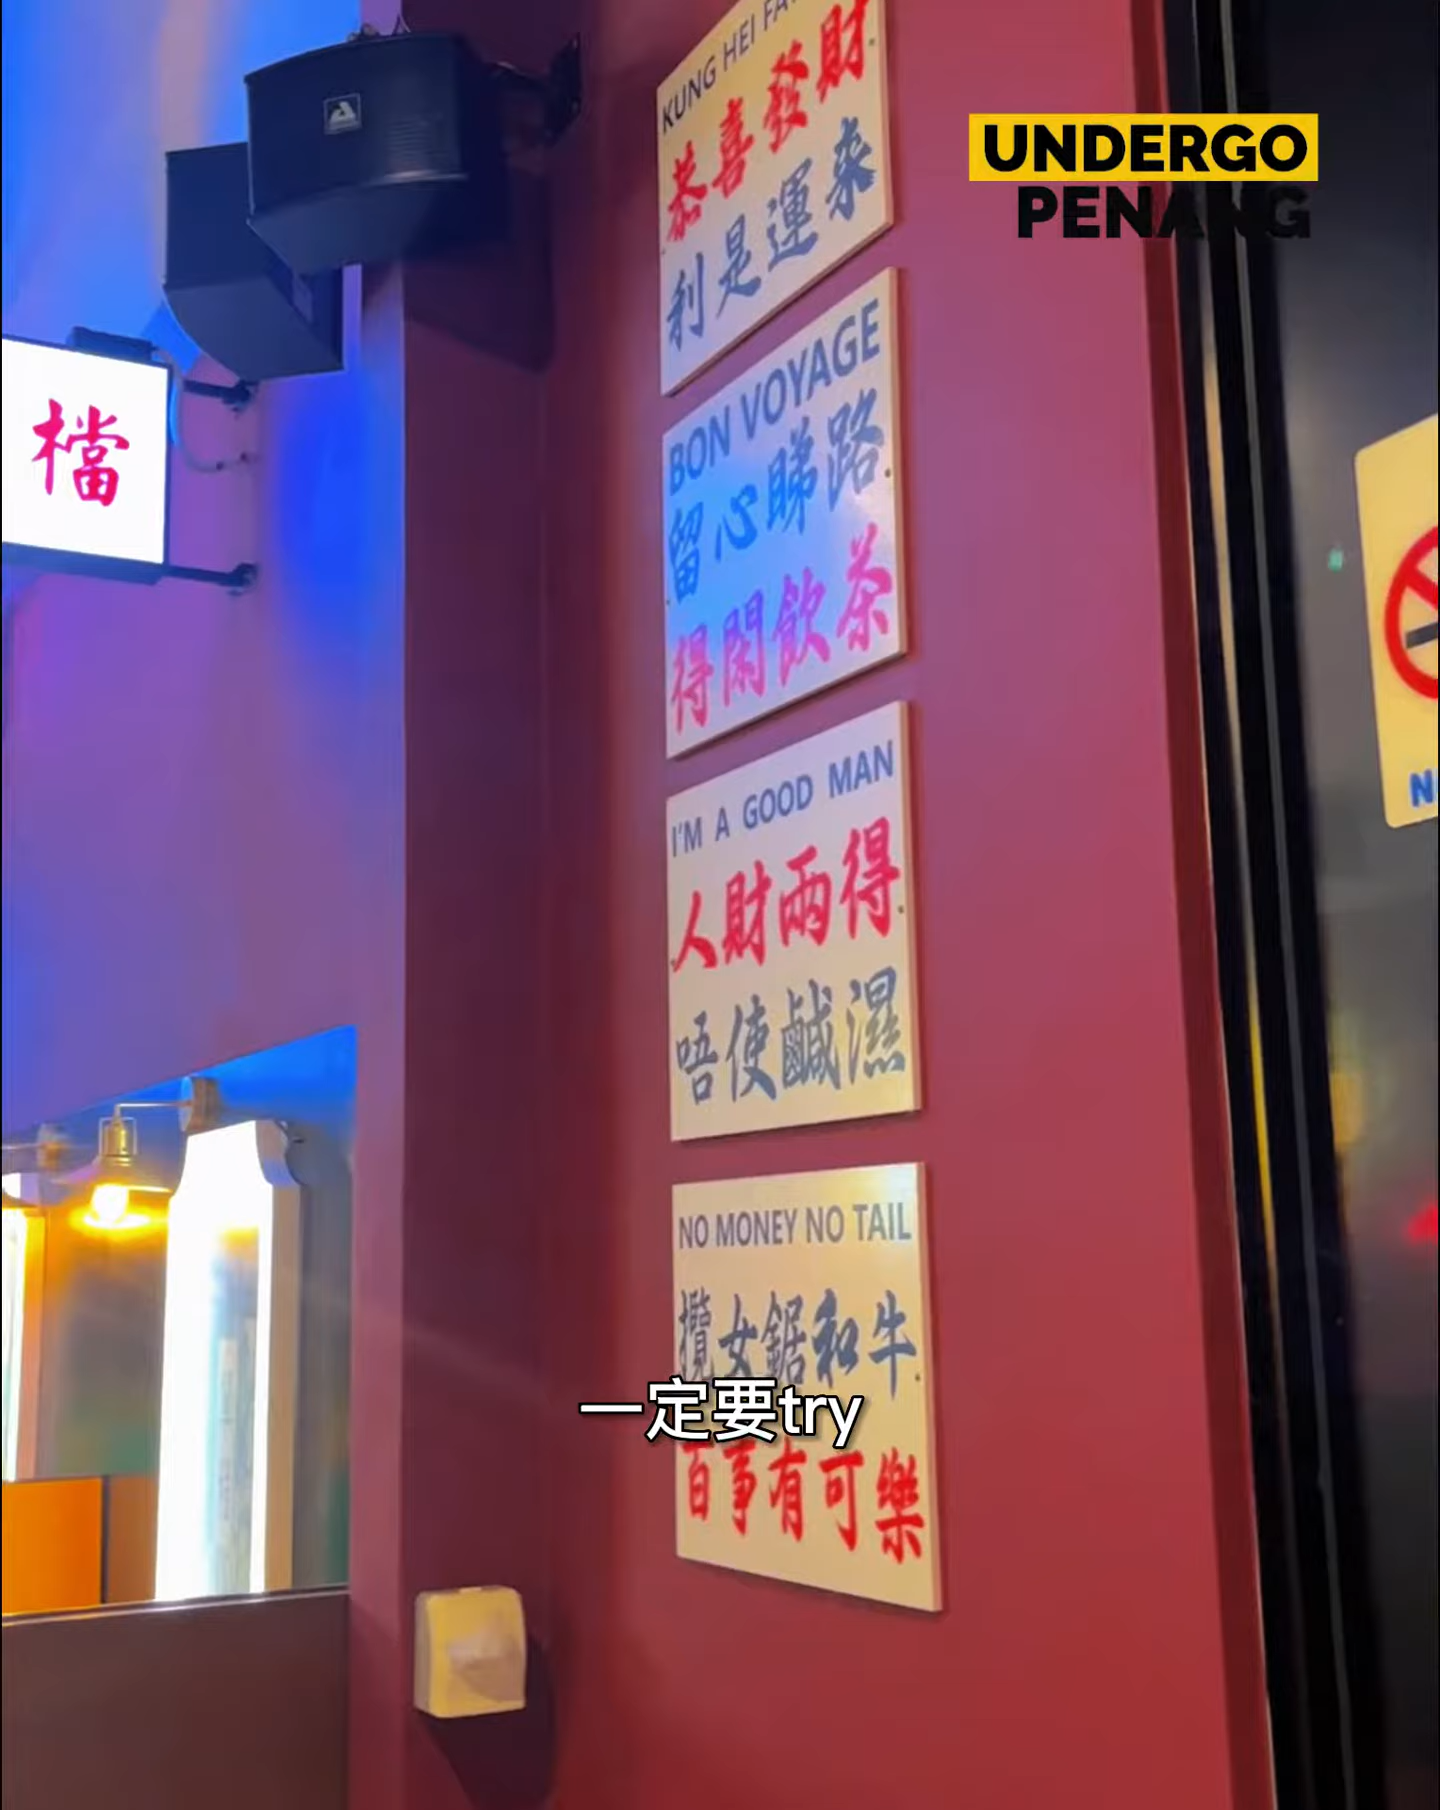 UNDERGO
PENANG
KUNG HEI FA
恭喜發財
利是運來
檔
BON VOYAGE
留心睇路
得閑飲茶
I'M A GOOD MAN
人財兩得
唔使鹹濕
NO MONEY NO TAIL
攬女鋸和牛
一定要try
百事有可樂